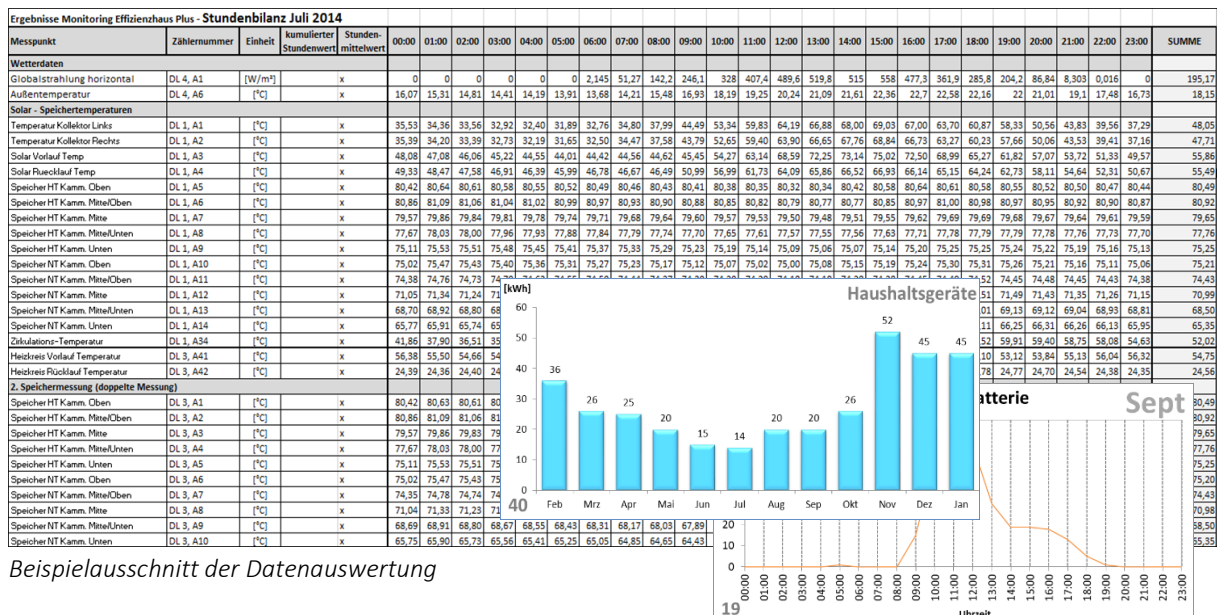 Ergebnisse Monitoring Effizienzhaus Plus - Stundenbilanz Juli 2014
Messpunkt Zählernummer Einheit kumulierter Stundenwert Stunden-mittelwert 00:00 01:00 02:00 03:00 04:00 05:00 06:00 07:00 08:00 09:00 10:00 11:00 12:00 13:00 14:00 15:00 16:00 17:00 18:00 19:00 20:00 21:00 22:00 23:00 SUMME
Wetterdaten
Globalstrahlung horizontal DL 4, A1 [W/m²] x 0 0 0 0 0 0 2,145 51,27 142,2 246,1 328 407,4 489,6 519,8 515 558 477,3 361,9 285,8 204,2 86,84 8,303 0,016 0 195,17
Außentemperatur DL 4, A6 [°C] x 16,07 15,31 14,81 14,41 14,19 13,91 13,68 14,21 15,48 16,93 18,19 19,25 20,24 21,09 21,61 22,36 22,7 22,58 22,16 22 21,01 19,1 17,48 16,73 18,15
Solar - Speichertemperaturen
Temperatur Kollektor Links DL 1, A1 [°C] x 35,53 34,36 33,56 32,92 32,40 31,89 32,76 34,80 37,99 44,49 53,34 59,83 64,19 66,88 68,00 69,03 67,00 63,70 60,87 58,33 50,56 43,83 39,56 37,29 48,05
Temperatur Kollektor Rechts DL 1, A2 [°C] x 35,39 34,20 33,39 32,73 32,19 31,65 32,50 34,47 37,58 43,79 52,65 59,40 63,90 66,65 67,76 68,84 66,73 63,27 60,23 57,66 50,06 43,53 39,41 37,16 47,71
Solar Vorlauf Temp DL 1, A3 [°C] x 48,08 47,08 46,06 45,22 44,55 44,01 44,42 44,56 44,62 45,45 54,27 63,14 68,59 72,25 73,14 75,02 72,50 68,99 65,27 61,82 57,07 53,72 51,33 49,57 55,86
Solar Ruecklauf Temp DL 1, A4 [°C] x 49,33 48,47 47,58 46,91 46,39 45,99 46,78 46,67 46,49 50,99 56,99 61,73 64,09 65,86 66,52 66,93 66,14 65,15 64,24 62,73 58,11 54,64 52,31 50,67 55,49
Speicher HT Kamm. Oben DL 1, A5 [°C] x 80,42 80,64 80,61 80,58 80,55 80,52 80,49 80,46 80,43 80,41 80,38 80,35 80,32 80,34 80,42 80,58 80,64 80,61 80,58 80,55 80,52 80,50 80,47 80,44 80,49
Speicher HT Kamm. Mitte/Oben DL 1, A6 [°C] x 80,86 81,09 81,06 81,04 81,02 80,99 80,97 80,93 80,90 80,88 80,85 80,82 80,79 80,77 80,77 80,85 80,97 81,00 80,98 80,97 80,95 80,92 80,90 80,87 80,92
Speicher HT Kamm. Mitte DL 1, A7 [°C] x 79,57 79,86 79,84 79,81 79,78 79,74 79,71 79,68 79,64 79,60 79,57 79,53 79,50 79,48 79,51 79,55 79,62 79,69 79,69 79,68 79,67 79,64 79,61 79,59 79,65
Speicher HT Kamm. Mitte/Unten DL 1, A8 [°C] x 77,67 78,03 78,00 77,96 77,93 77,88 77,84 77,79 77,74 77,70 77,65 77,61 77,57 77,55 77,56 77,63 77,71 77,78 77,79 77,79 77,78 77,76 77,73 77,70 77,76
Speicher HT Kamm. Unten DL 1, A9 [°C] x 75,11 75,53 75,51 75,48 75,45 75,41 75,37 75,33 75,29 75,23 75,19 75,14 75,09 75,06 75,07 75,14 75,20 75,25 75,25 75,24 75,22 75,19 75,16 75,13 75,25
Speicher NT Kamm. Oben DL 1, A10 [°C] x 75,02 75,47 75,43 75,40 75,36 75,31 75,27 75,23 75,17 75,12 75,07 75,02 75,00 75,08 75,15 75,19 75,24 75,30 75,31 75,26 75,21 75,16 75,11 75,06 75,21
Speicher NT Kamm. Mitte/Oben DL 1, A11 [°C] x 74,38 74,76 74,73 52 74,48 74,45 74,43 74,38 74,43
Speicher NT Kamm. Mitte DL 1, A12 [°C] x 71,05 71,34 71,24 71 51 71,49 71,43 71,35 71,26 71,15 70,99
Speicher NT Kamm. Mitte/Unten DL 1, A13 [°C] x 68,70 68,92 68,80 68 01 69,13 69,12 69,04 68,93 68,81 68,50
Speicher NT Kamm. Unten DL 1, A14 [°C] x 65,77 65,91 65,74 65 11 66,25 66,31 66,26 66,13 65,95 65,35
Zirkulations-Temperatur DL 1, A34 [°C] x 41,86 37,90 36,51 35 52 59,91 59,40 58,75 58,08 54,63 52,02
Heizkreis Vorlauf Temperatur DL 3, A41 [°C] x 56,38 55,50 54,66 54 10 53,12 53,84 55,13 56,04 56,32 54,75
Heizkreis Rücklauf Temperatur DL 3, A42 [°C] x 24,39 24,36 24,40 24 78 24,77 24,70 24,54 24,38 24,35 24,56
2. Speichermessung (doppelte Messung)
Speicher HT Kamm. Oben DL 3, A1 [°C] x 80,42 80,63 80,61 80 80,49
Speicher HT Kamm. Mitte/Oben DL 3, A2 [°C] x 80,86 81,09 81,06 81 80,92
Speicher HT Kamm. Mitte DL 3, A3 [°C] x 79,57 79,86 79,83 79 79,65
Speicher HT Kamm. Mitte/Unten DL 3, A4 [°C] x 77,67 78,03 78,00 77 77,76
Speicher HT Kamm. Unten DL 3, A5 [°C] x 75,11 75,53 75,51 75 75,25
Speicher NT Kamm. Oben DL 3, A6 [°C] x 75,02 75,47 75,43 75 75,20
Speicher NT Kamm. Mitte/Oben DL 3, A7 [°C] x 74,35 74,78 74,74 74 74,43
Speicher NT Kamm. Mitte DL 3, A8 [°C] x 71,04 71,33 71,23 71 70,98
Speicher NT Kamm. Mitte/Unten DL 3, A9 [°C] x 68,69 68,91 68,80 68,67 68,55 68,43 68,31 68,17 68,03 67,89 68,50
Speicher NT Kamm. Unten DL 3, A10 [°C] x 65,75 65,90 65,73 65,56 65,41 65,25 65,05 64,85 64,65 64,43 65,35
[kWh] Haushaltsgeräte
60
50
40
30
20
10
0
36 26 25 20 15 14 20 20 26 52 45 45
Feb Mrz Apr Mai Jun Jul Aug Sep Okt Nov Dez Jan
40
atterie Sept
20
10
0
00:00 01:00 02:00 03:00 04:00 05:00 06:00 07:00 08:00 09:00 10:00 11:00 12:00 13:00 14:00 15:00 16:00 17:00 18:00 19:00 20:00 21:00 22:00 23:00
Uhrzeit
19
Beispielausschnitt der Datenauswertung